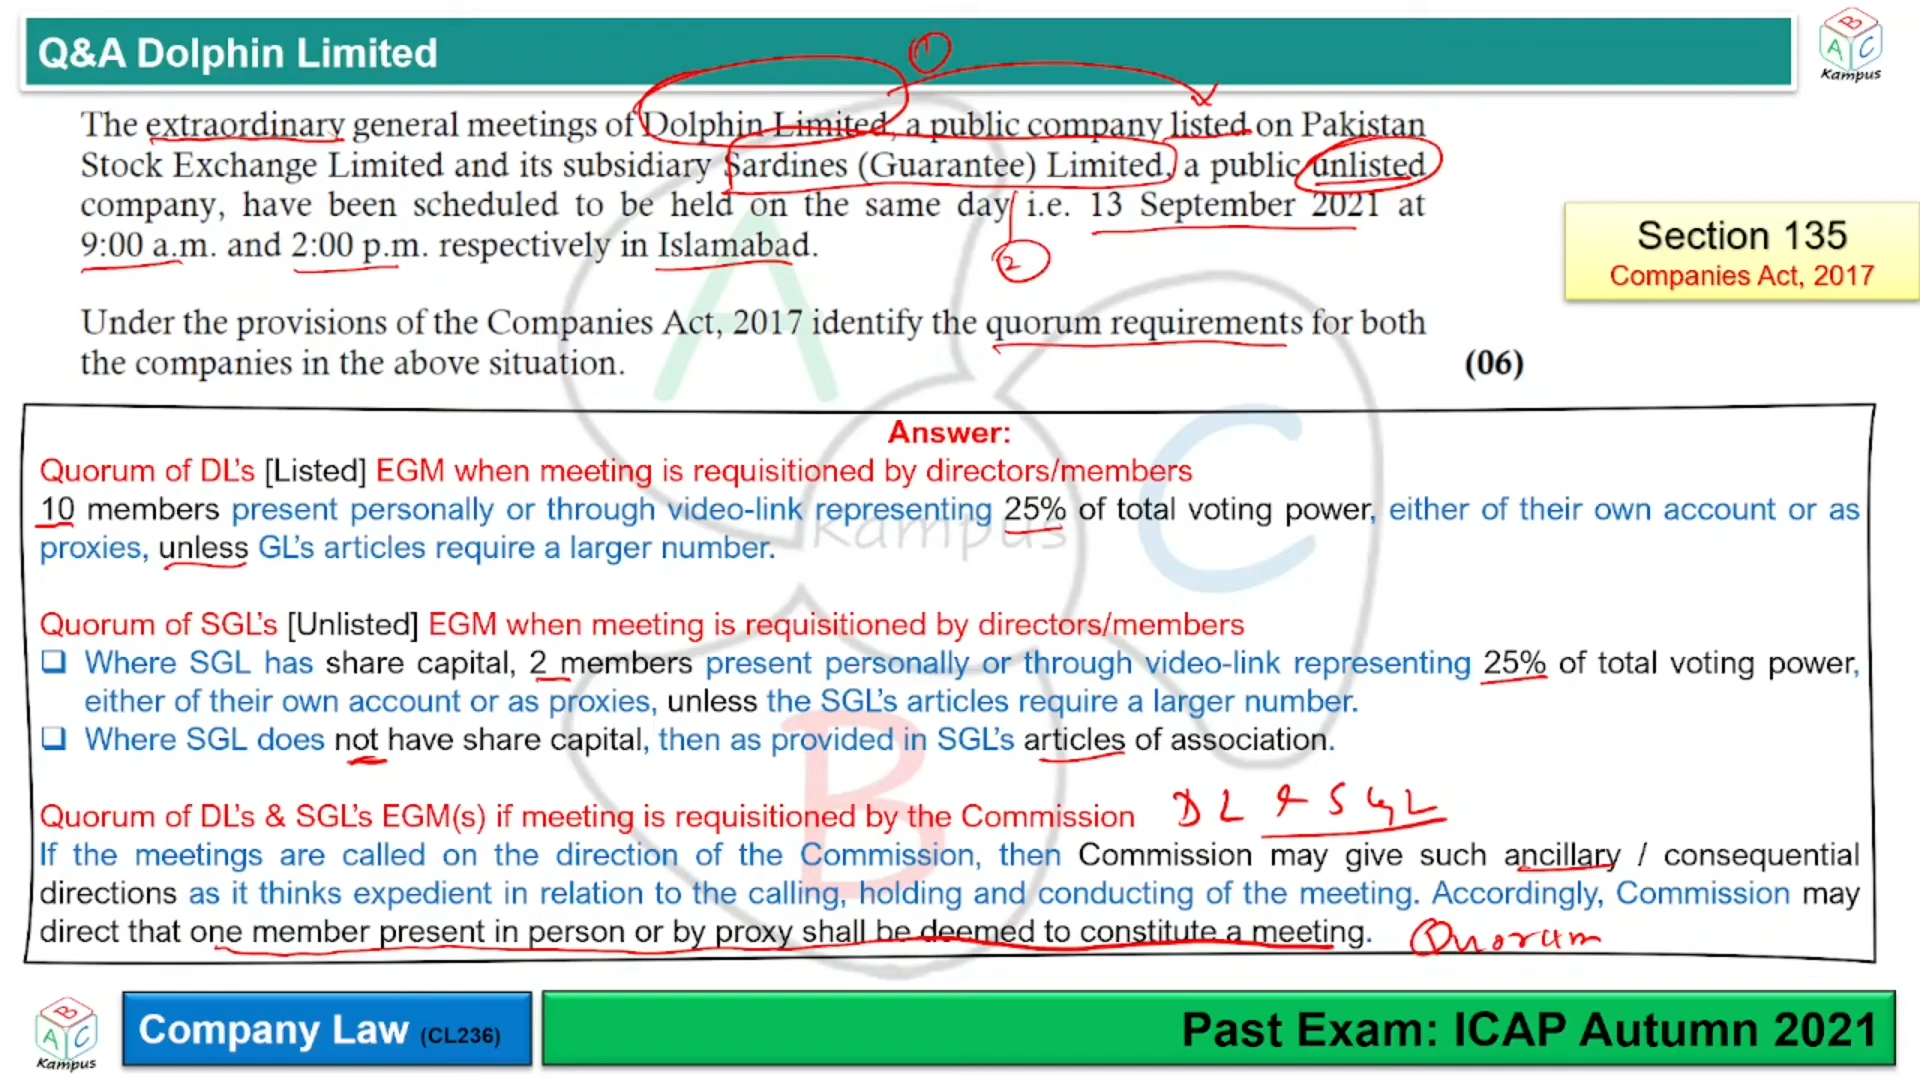 Q&A Dolphin Limited
B
A C
Kampus
①
The extraordinary general meetings of Dolphin Limited, a public company listed on Pakistan
Stock Exchange Limited and its subsidiary Sardines (Guarantee) Limited, a public unlisted
company, have been scheduled to be held on the same day i.e. 13 September 2021 at
9:00 a.m. and 2:00 p.m. respectively in Islamabad.
②
Section 135
Companies Act, 2017
Under the provisions of the Companies Act, 2017 identify the quorum requirements for both
the companies in the above situation. (06)
A
B
C
kampus
Answer:
Quorum of DL's [Listed] EGM when meeting is requisitioned by directors/members
10 members present personally or through video-link representing 25% of total voting power, either of their own account or as
proxies, unless GL's articles require a larger number.
Quorum of SGL's [Unlisted] EGM when meeting is requisitioned by directors/members
❑ Where SGL has share capital, 2 members present personally or through video-link representing 25% of total voting power,
either of their own account or as proxies, unless the SGL's articles require a larger number.
❑ Where SGL does not have share capital, then as provided in SGL's articles of association.
Quorum of DL's & SGL's EGM(s) if meeting is requisitioned by the Commission DL & SGL
If the meetings are called on the direction of the Commission, then Commission may give such ancillary / consequential
directions as it thinks expedient in relation to the calling, holding and conducting of the meeting. Accordingly, Commission may
direct that one member present in person or by proxy shall be deemed to constitute a meeting. Quorum
B
A C
Kampus
Company Law (CL236)
Past Exam: ICAP Autumn 2021